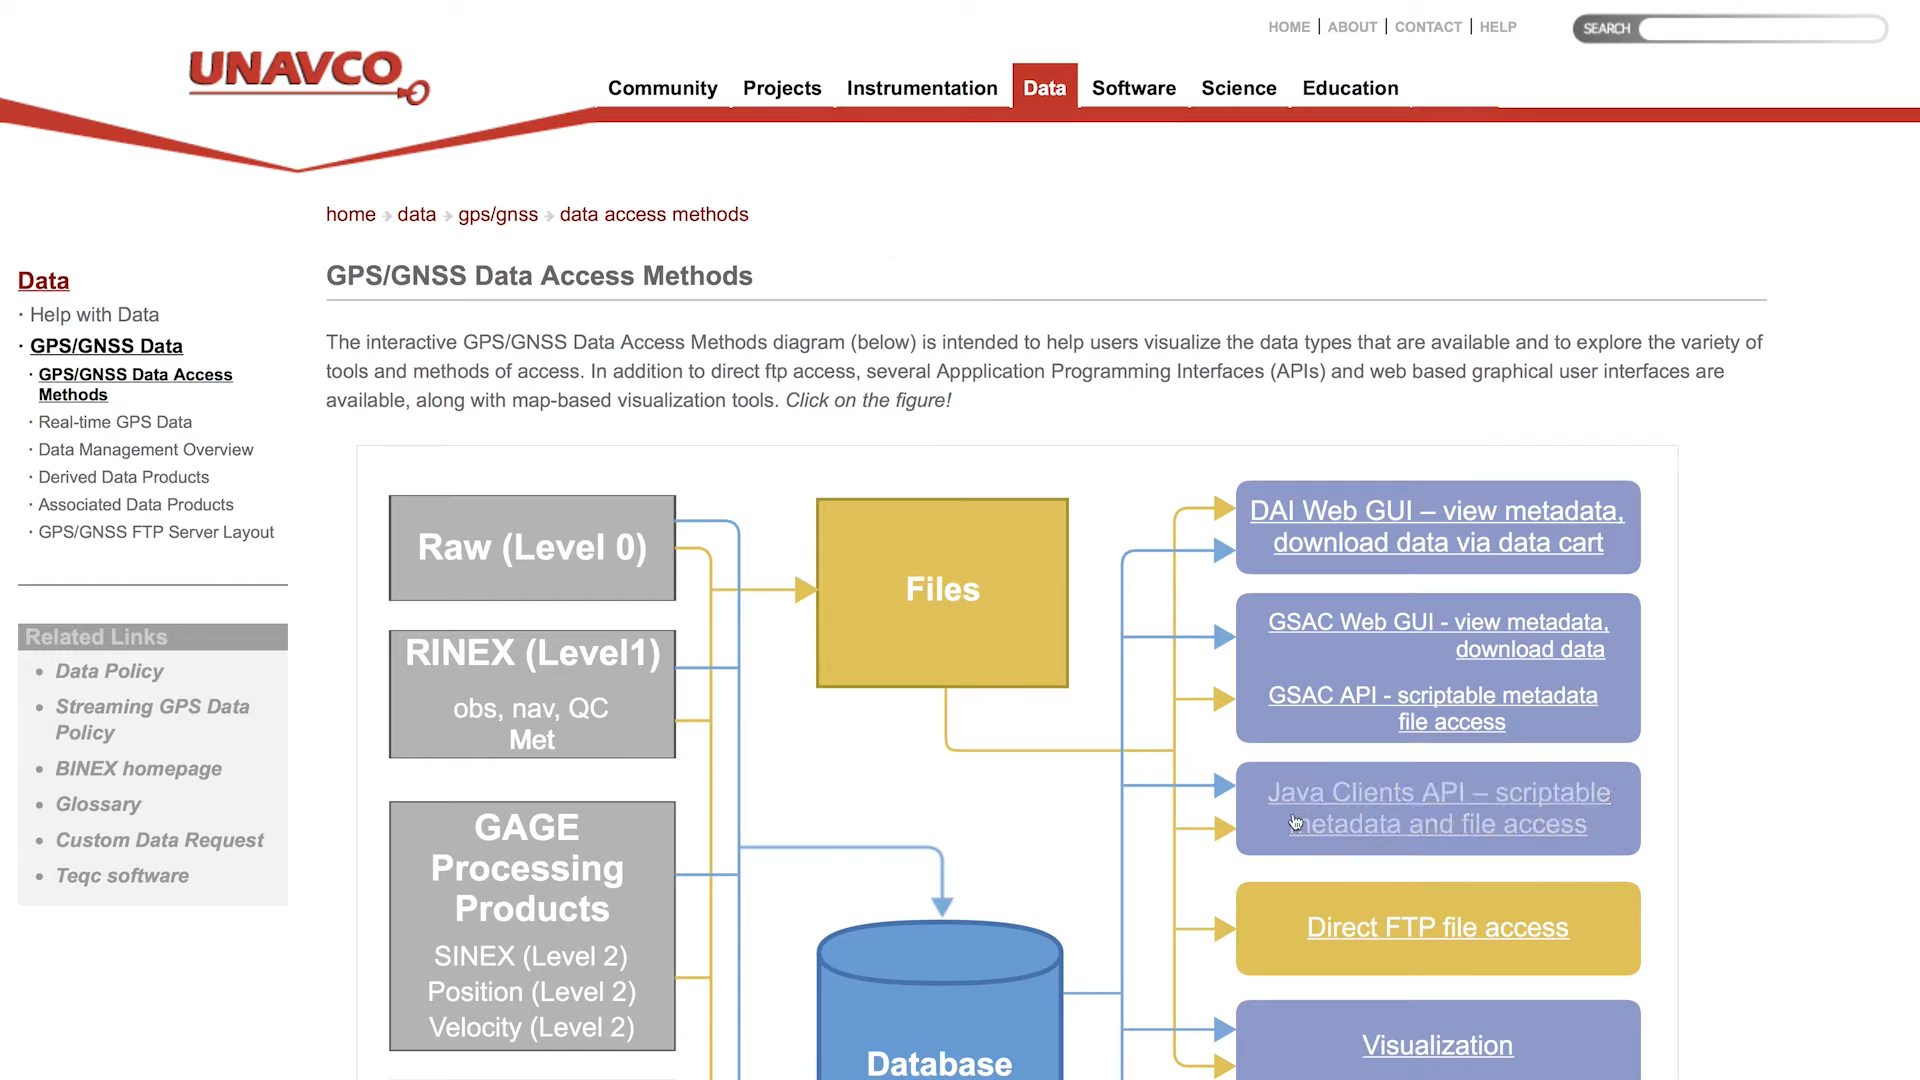 HOME | ABOUT | CONTACT | HELP
SEARCH
UNAVCO
Community Projects Instrumentation Data Software Science Education
home data gps/gnss data access methods
Data
· Help with Data
· GPS/GNSS Data
· GPS/GNSS Data Access
Methods
· Real-time GPS Data
· Data Management Overview
· Derived Data Products
· Associated Data Products
· GPS/GNSS FTP Server Layout
Related Links
• Data Policy
• Streaming GPS Data
Policy
• BINEX homepage
• Glossary
• Custom Data Request
• Teqc software
GPS/GNSS Data Access Methods
The interactive GPS/GNSS Data Access Methods diagram (below) is intended to help users visualize the data types that are available and to explore the variety of
tools and methods of access. In addition to direct ftp access, several Appplication Programming Interfaces (APIs) and web based graphical user interfaces are
available, along with map-based visualization tools. Click on the figure!
Raw (Level 0)
RINEX (Level1)
obs, nav, QC
Met
GAGE
Processing
Products
SINEX (Level 2)
Position (Level 2)
Velocity (Level 2)
Files
Database
DAI Web GUI – view metadata,
download data via data cart
GSAC Web GUI - view metadata,
download data
GSAC API - scriptable metadata
file access
Java Clients API – scriptable
metadata and file access
Direct FTP file access
Visualization